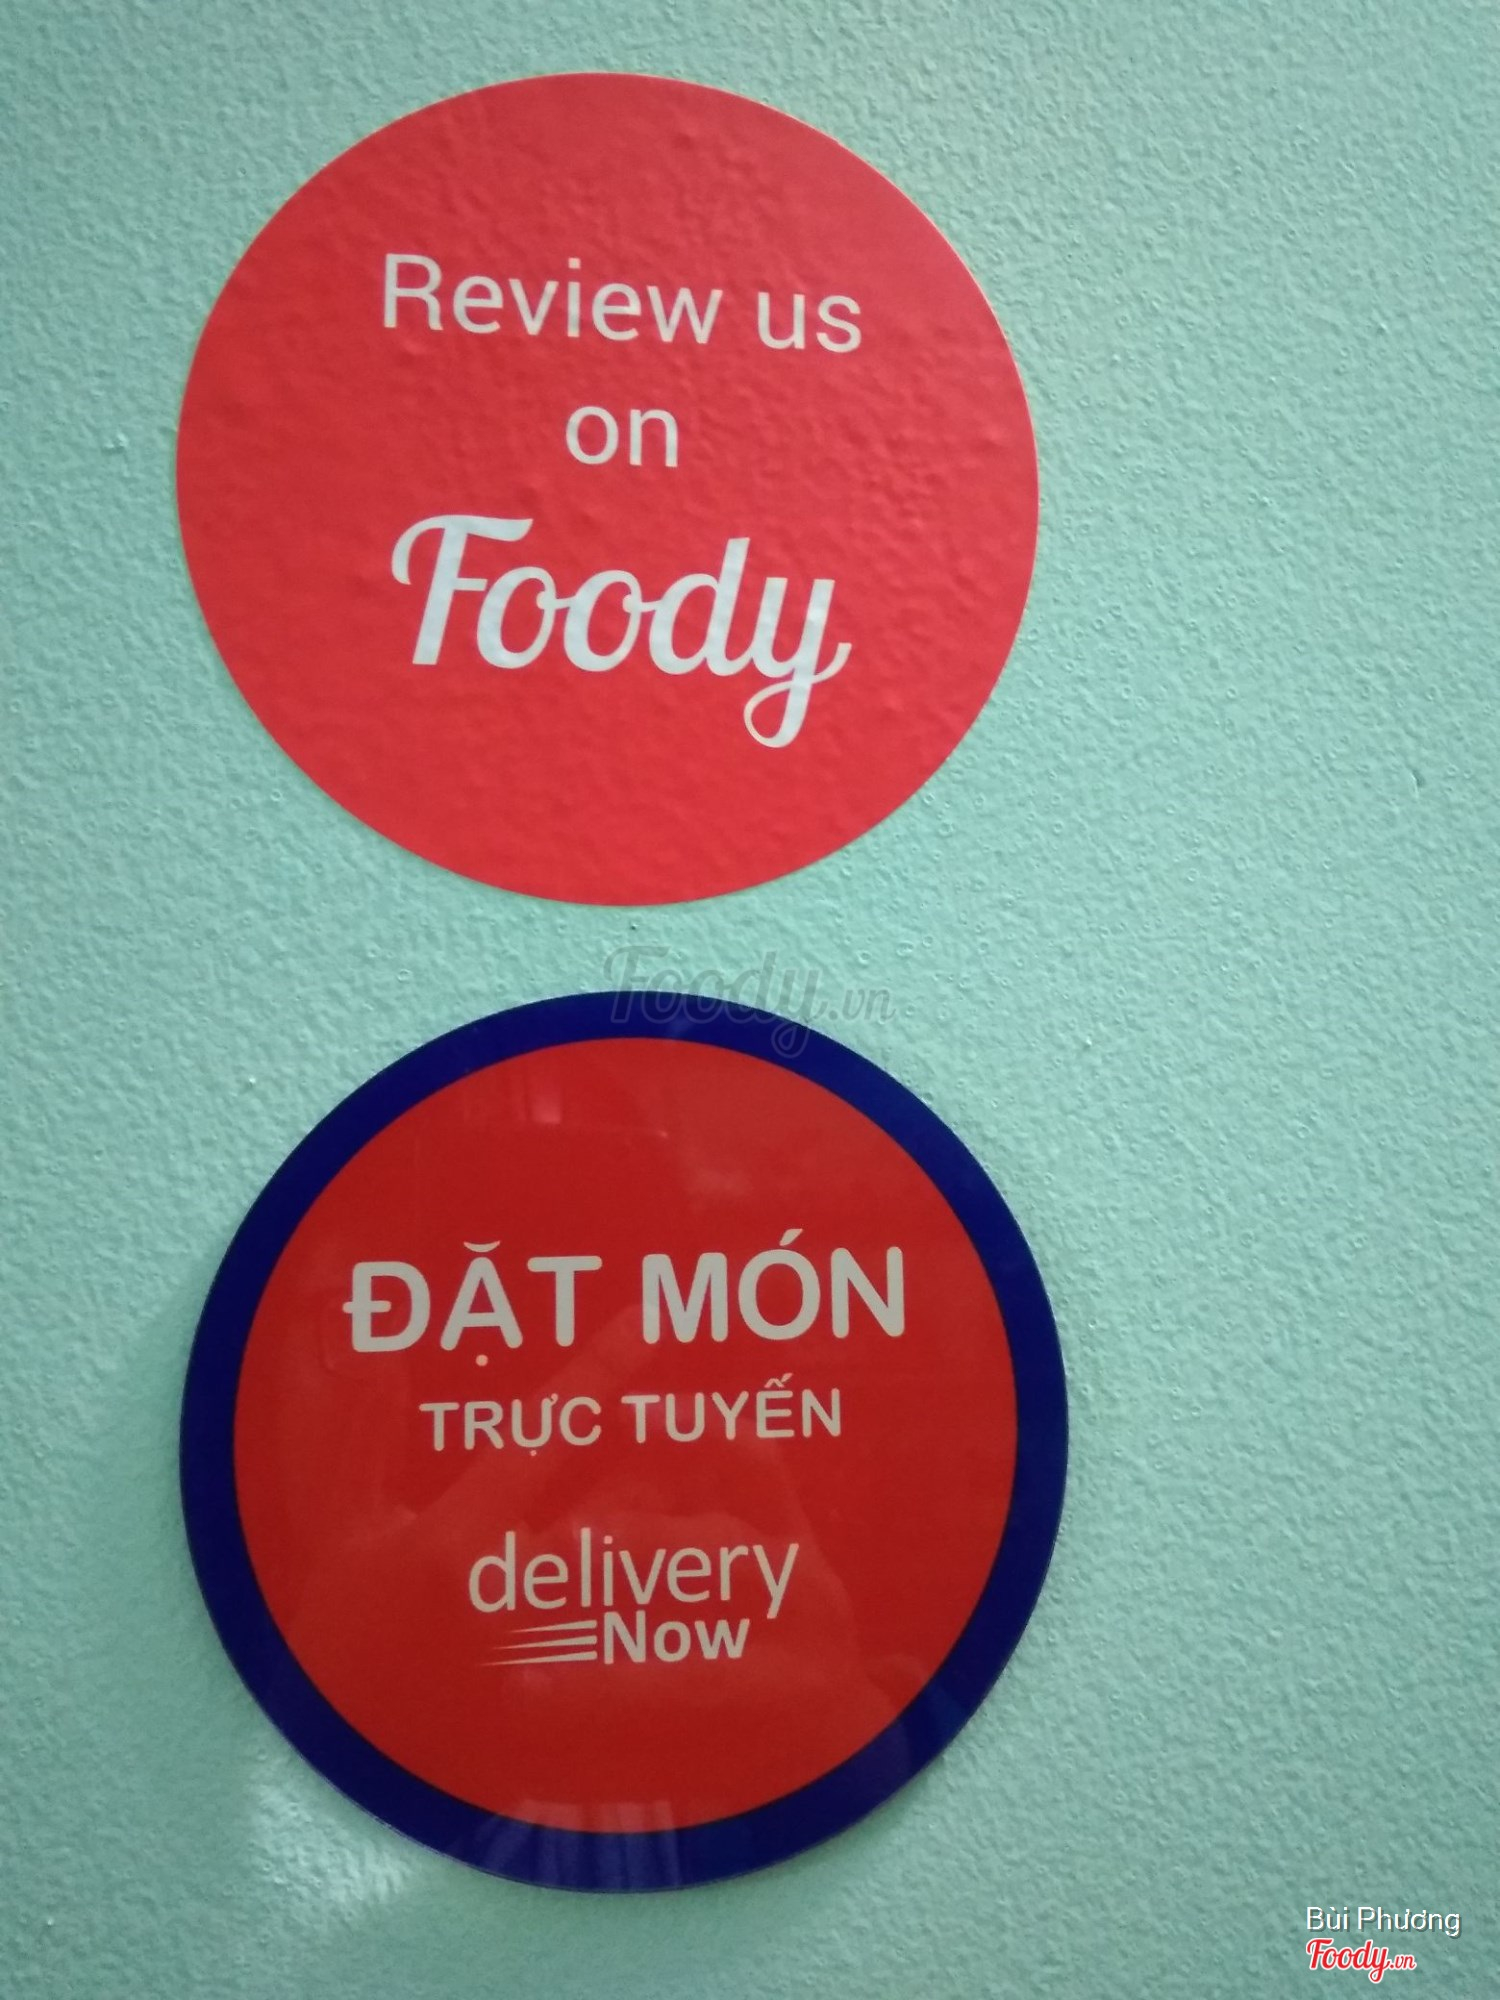 Review us
on
Foody
Foody.vn
ĐẶT MÓN
TRỰC TUYẾN
delivery
Now
Bùi Phương
Foody.vn